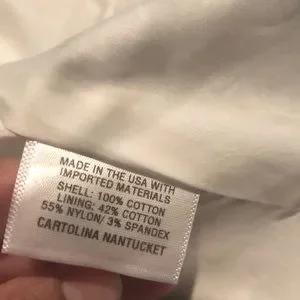 MADE IN THE USA WITH
IMPORTED MATERIALS
SHELL: 100% COTTON
LINING: 42% COTTON
55% NYLON/ 3% SPANDEX
CARTOLINA NANTUCKET